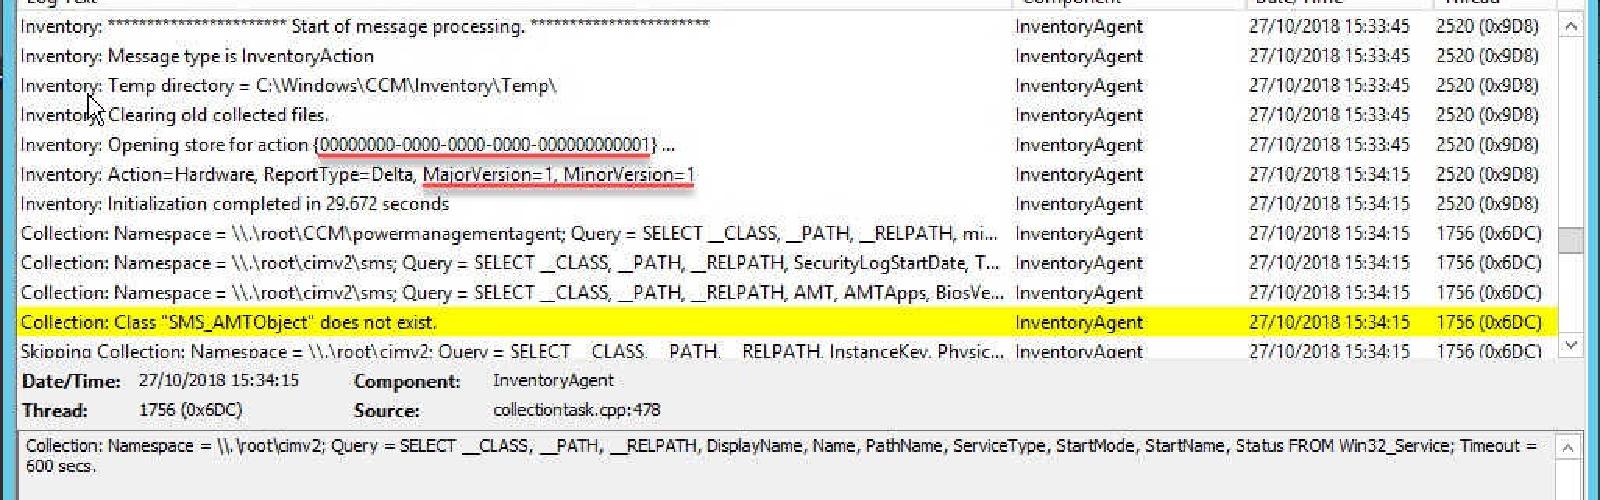 Inventory: *********************** Start of message processing. *********************** InventoryAgent 27/10/2018 15:33:45 2520 (0x9D8)
Inventory: Message type is InventoryAction InventoryAgent 27/10/2018 15:33:45 2520 (0x9D8)
Inventory: Temp directory = C:\Windows\CCM\Inventory\Temp\ InventoryAgent 27/10/2018 15:33:45 2520 (0x9D8)
Inventory: Clearing old collected files. InventoryAgent 27/10/2018 15:33:45 2520 (0x9D8)
Inventory: Opening store for action {00000000-0000-0000-0000-000000000001} ... InventoryAgent 27/10/2018 15:33:45 2520 (0x9D8)
Inventory: Action=Hardware, ReportType=Delta, MajorVersion=1, MinorVersion=1 InventoryAgent 27/10/2018 15:34:15 2520 (0x9D8)
Inventory: Initialization completed in 29.672 seconds InventoryAgent 27/10/2018 15:34:15 2520 (0x9D8)
Collection: Namespace = \\.\root\CCM\powermanagementagent; Query = SELECT __CLASS, __PATH, __RELPATH, mi... InventoryAgent 27/10/2018 15:34:15 1756 (0x6DC)
Collection: Namespace = \\.\root\cimv2\sms; Query = SELECT __CLASS, __PATH, __RELPATH, SecurityLogStartDate, T... InventoryAgent 27/10/2018 15:34:15 1756 (0x6DC)
Collection: Namespace = \\.\root\cimv2\sms; Query = SELECT __CLASS, __PATH, __RELPATH, AMT, AMTApps, BiosVe... InventoryAgent 27/10/2018 15:34:15 1756 (0x6DC)
Collection: Class "SMS_AMTObject" does not exist. InventoryAgent 27/10/2018 15:34:15 1756 (0x6DC)
Skipping Collection: Namespace = \\.\root\cimv2; Query = SELECT __CLASS, __PATH, __RELPATH, InstanceKey, Physic... InventoryAgent 27/10/2018 15:34:15 1756 (0x6DC)
Date/Time: 27/10/2018 15:34:15 Component: InventoryAgent
Thread: 1756 (0x6DC) Source: collectiontask.cpp:478
Collection: Namespace = \\.\root\cimv2; Query = SELECT __CLASS, __PATH, __RELPATH, DisplayName, Name, PathName, ServiceType, StartMode, StartName, Status FROM Win32_Service; Timeout =
600 secs.